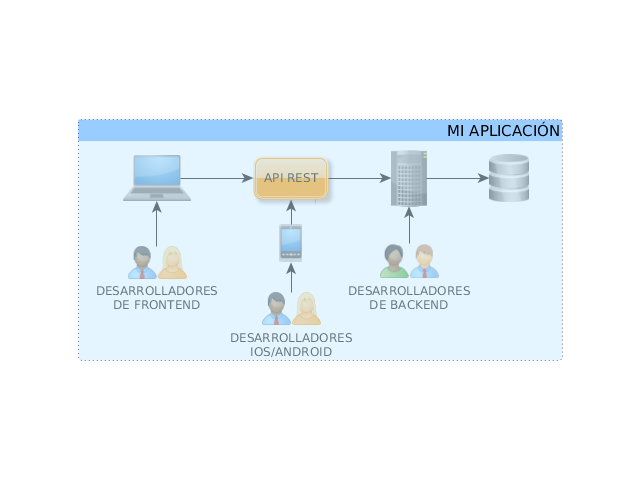 MI APLICACIÓN
API REST
DESARROLLADORES
DE FRONTEND
DESARROLLADORES
IOS/ANDROID
DESARROLLADORES
DE BACKEND